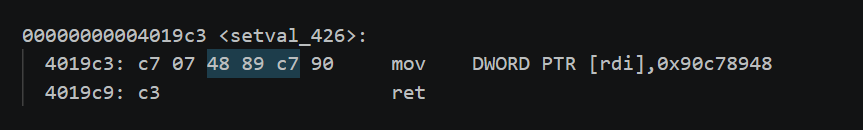 00000000004019c3 <setval_426>:
4019c3: c7 07 48 89 c7 90 mov DWORD PTR [rdi],0x90c78948
4019c9: c3 ret